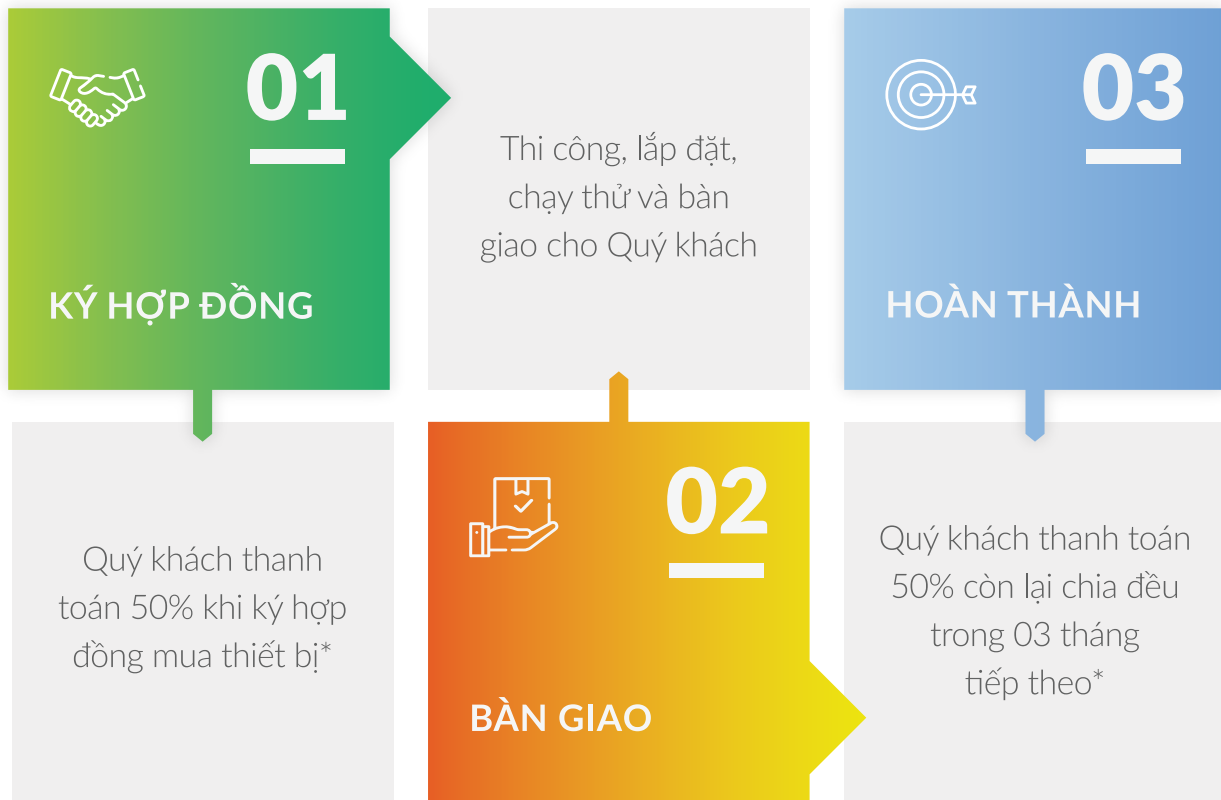 01
KÝ HỢP ĐỒNG
Quý khách thanh
toán 50% khi ký hợp
đồng mua thiết bị*
Thi công, lắp đặt,
chạy thử và bàn
giao cho Quý khách
02
BÀN GIAO
03
HOÀN THÀNH
Quý khách thanh toán
50% còn lại chia đều
trong 03 tháng
tiếp theo*